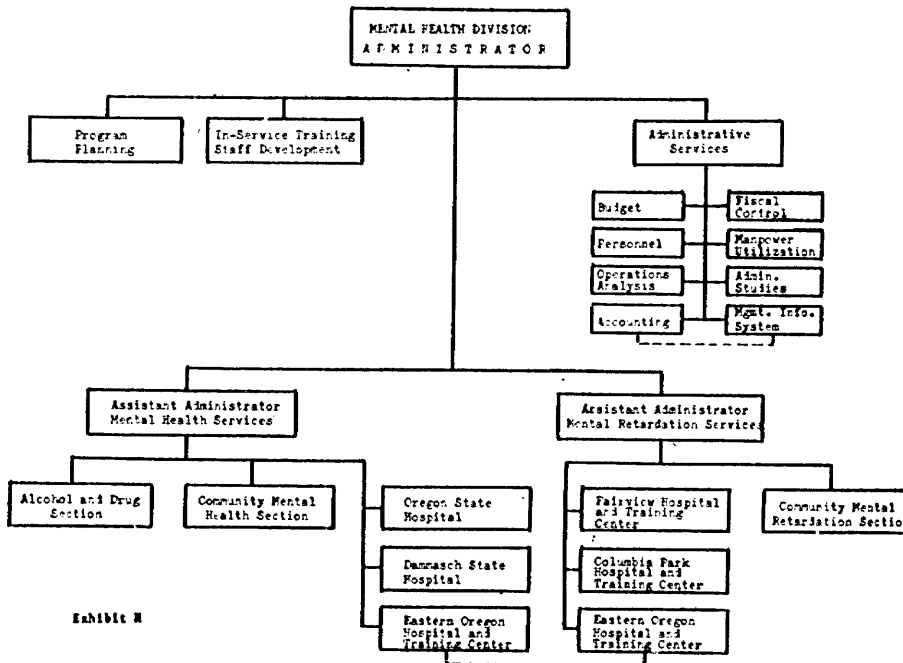 MENTAL HEALTH DIVISION
ADMINISTRATOR
Program
Planning
In-Service Training
Staff Development
Administrative
Services
Budget
Fiscal
Control
Personnel
Manpower
Utilization
Operations
Analysis
Admin.
Studies
Accounting
Mgmt. Info.
System
Assistant Administrator
Mental Health Services
Assistant Administrator
Mental Retardation Services
Alcohol and Drug
Section
Community Mental
Health Section
Oregon State
Hospital
Fairview Hospital
and Training
Center
Community Mental
Retardation Section
Dammasch State
Hospital
Columbia Park
Hospital and
Training Center
Eastern Oregon
Hospital and
Training Center
Eastern Oregon
Hospital and
Training Center
Exhibit